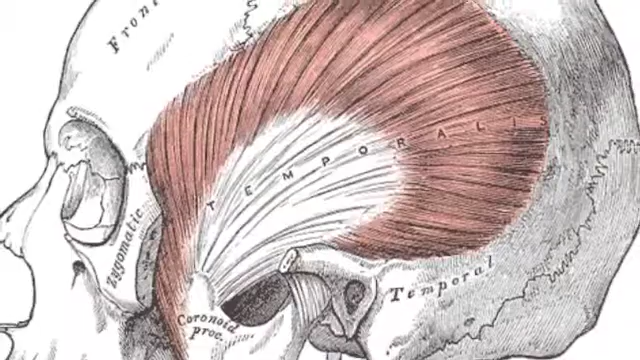 Front
TEMPORALIS
Zygomatic
Temporal
Coronoid
proc.